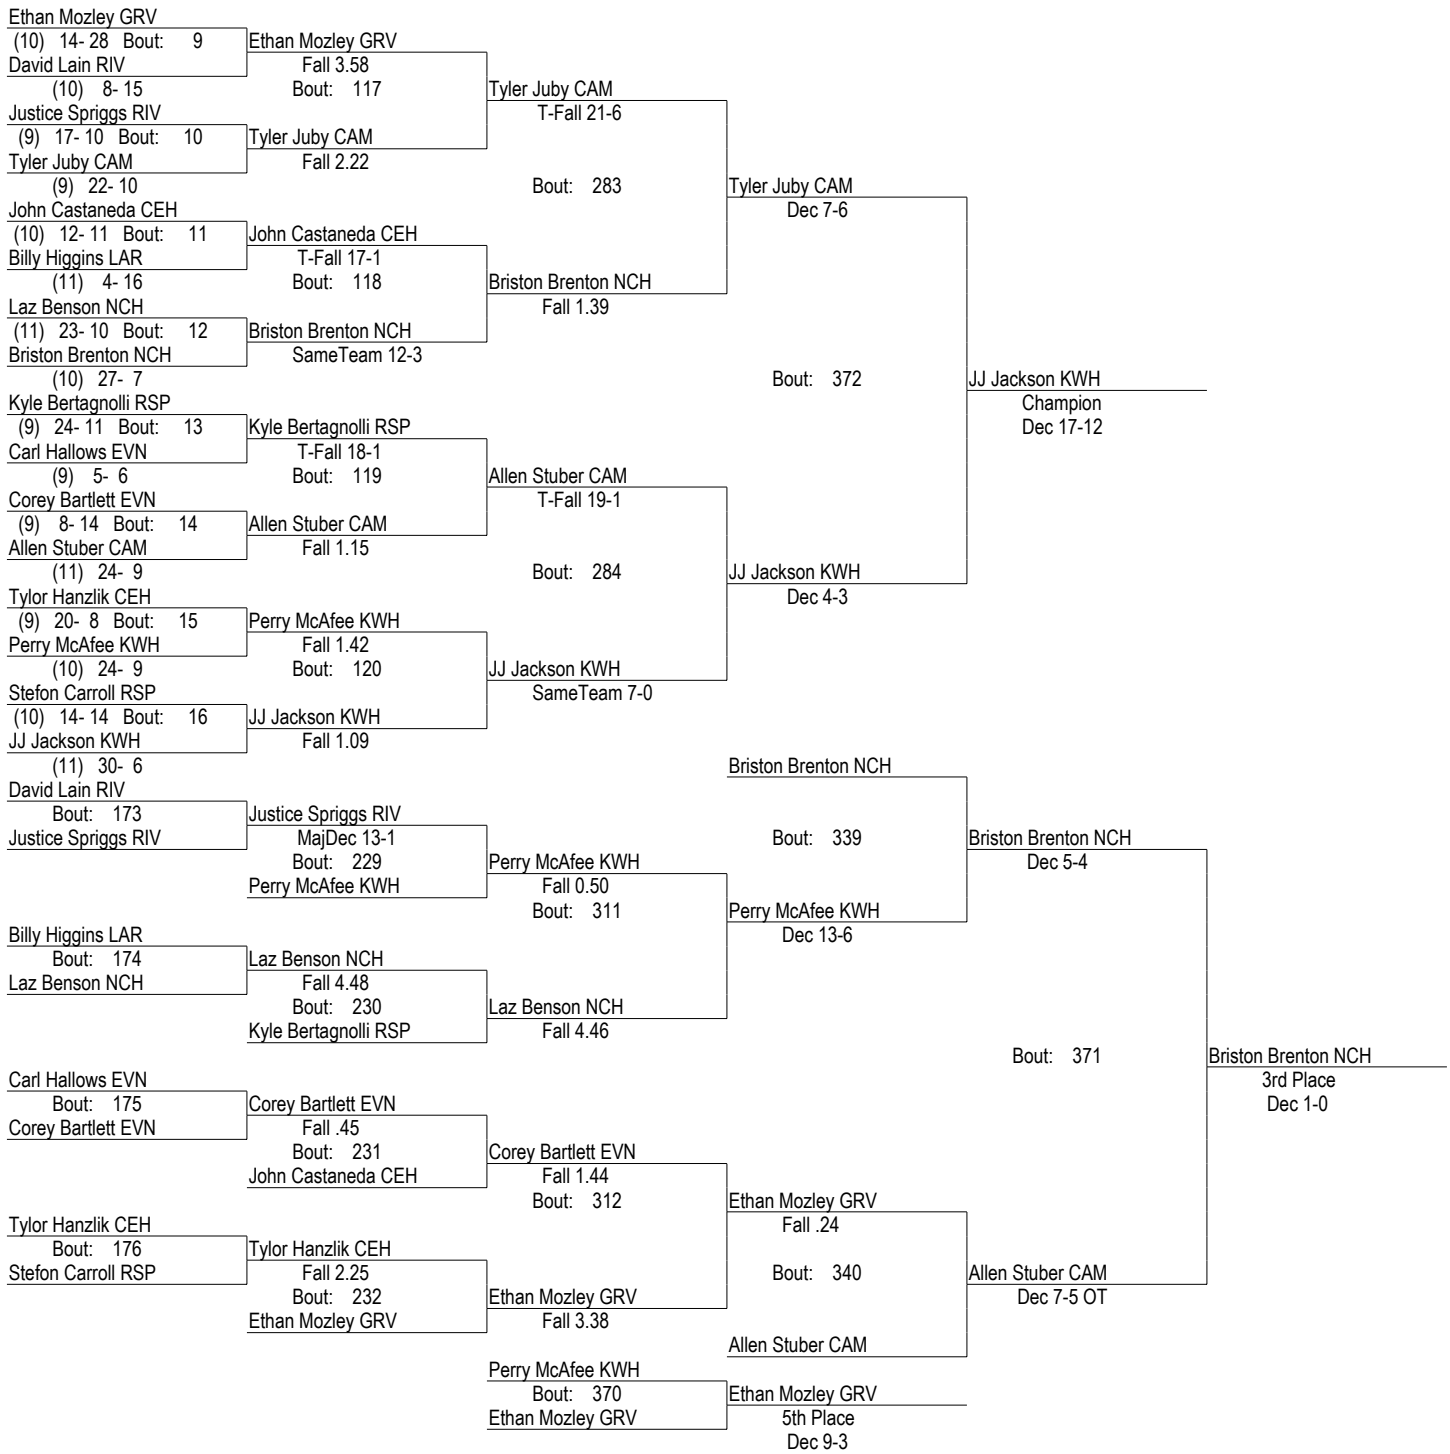 Ethan Mozley GRV
(10) 14- 28 Bout: 9 Ethan Mozley GRV
David Lain RIV Fall 3.58
(10) 8- 15 Bout: 117 Tyler Juby CAM
Justice Spriggs RIV T-Fall 21-6
(9) 17- 10 Bout: 10 Tyler Juby CAM
Tyler Juby CAM Fall 2.22
(9) 22- 10 Bout: 283 Tyler Juby CAM
John Castaneda CEH Dec 7-6
(10) 12- 11 Bout: 11 John Castaneda CEH
Billy Higgins LAR T-Fall 17-1
(11) 4- 16 Bout: 118 Briston Brenton NCH
Laz Benson NCH Fall 1.39
(11) 23- 10 Bout: 12 Briston Brenton NCH
Briston Brenton NCH SameTeam 12-3
(10) 27- 7 Bout: 372 JJ Jackson KWH
Kyle Bertagnolli RSP Champion
(9) 24- 11 Bout: 13 Kyle Bertagnolli RSP Dec 17-12
Carl Hallows EVN T-Fall 18-1
(9) 5- 6 Bout: 119 Allen Stuber CAM
Corey Bartlett EVN T-Fall 19-1
(9) 8- 14 Bout: 14 Allen Stuber CAM
Allen Stuber CAM Fall 1.15
(11) 24- 9 Bout: 284 JJ Jackson KWH
Tylor Hanzlik CEH Dec 4-3
(9) 20- 8 Bout: 15 Perry McAfee KWH
Perry McAfee KWH Fall 1.42
(10) 24- 9 Bout: 120 JJ Jackson KWH
Stefon Carroll RSP SameTeam 7-0
(10) 14- 14 Bout: 16 JJ Jackson KWH
JJ Jackson KWH Fall 1.09
(11) 30- 6 Briston Brenton NCH
David Lain RIV
Bout: 173 Justice Spriggs RIV
Justice Spriggs RIV MajDec 13-1 Bout: 339 Briston Brenton NCH
Bout: 229 Perry McAfee KWH Dec 5-4
Perry McAfee KWH Fall 0.50
Bout: 311 Perry McAfee KWH
Billy Higgins LAR Dec 13-6
Bout: 174 Laz Benson NCH
Laz Benson NCH Fall 4.48
Bout: 230 Laz Benson NCH
Kyle Bertagnolli RSP Fall 4.46
Bout: 371 Briston Brenton NCH
Carl Hallows EVN 3rd Place
Bout: 175 Corey Bartlett EVN Dec 1-0
Corey Bartlett EVN Fall .45
Bout: 231 Corey Bartlett EVN
John Castaneda CEH Fall 1.44
Bout: 312 Ethan Mozley GRV
Tylor Hanzlik CEH Fall .24
Bout: 176 Tylor Hanzlik CEH
Stefon Carroll RSP Fall 2.25 Bout: 340 Allen Stuber CAM
Bout: 232 Ethan Mozley GRV Dec 7-5 OT
Ethan Mozley GRV Fall 3.38
Allen Stuber CAM
Perry McAfee KWH
Bout: 370 Ethan Mozley GRV
Ethan Mozley GRV 5th Place
Dec 9-3